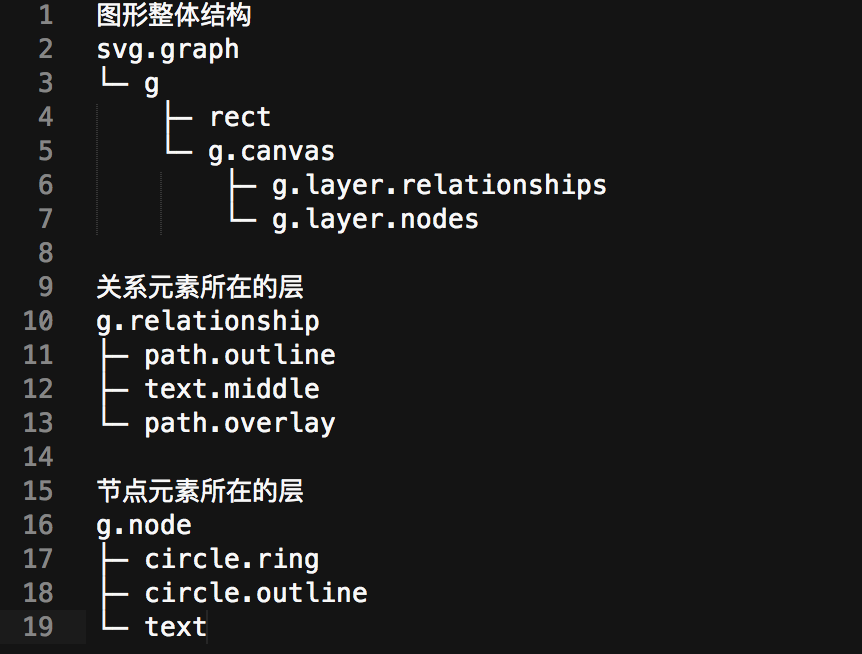 1 图形整体结构
2 svg.graph
3 └─ g
4 ├─ rect
5 └─ g.canvas
6 ├─ g.layer.relationships
7 └─ g.layer.nodes
8
9 关系元素所在的层
10 g.relationship
11 ├─ path.outline
12 ├─ text.middle
13 └─ path.overlay
14
15 节点元素所在的层
16 g.node
17 ├─ circle.ring
18 ├─ circle.outline
19 └─ text